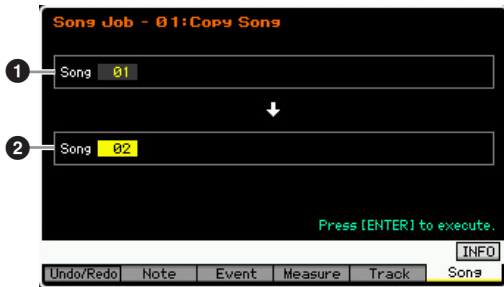 Song Job - 01:Copy Song
1 Song 01
2 Song 02
Press [ENTER] to execute.
INFO
Undo/Redo Note Event Measure Track Song